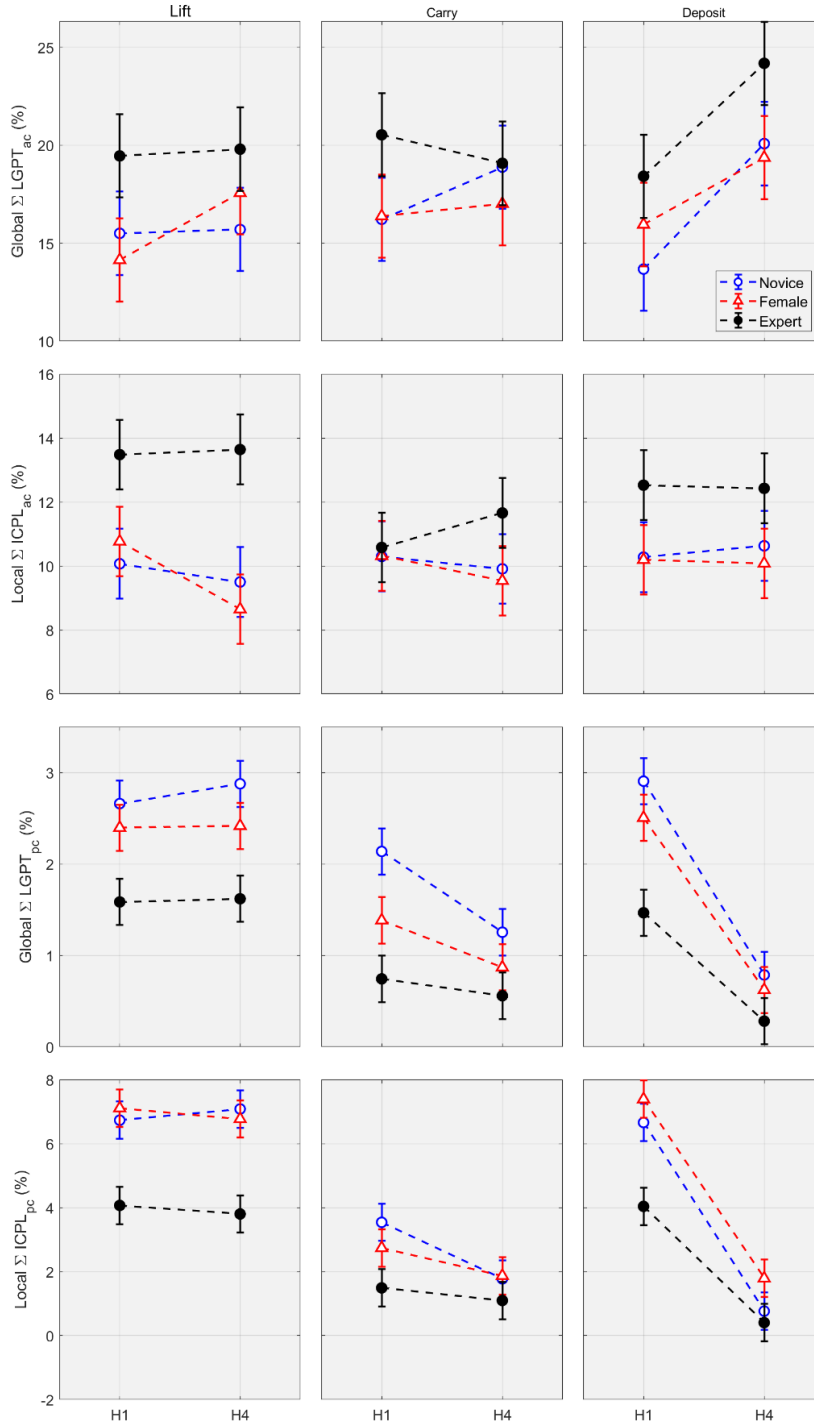 Lift Carry Deposit
Global Σ LGPT_ac (%)
25
20
15
10
Novice
Female
Expert
Local Σ ICPL_ac (%)
16
14
12
10
8
6
Global Σ LGPT_pc (%)
3
2
1
0
Local Σ ICPL_pc (%)
8
6
4
2
0
-2
H1 H4 H1 H4 H1 H4